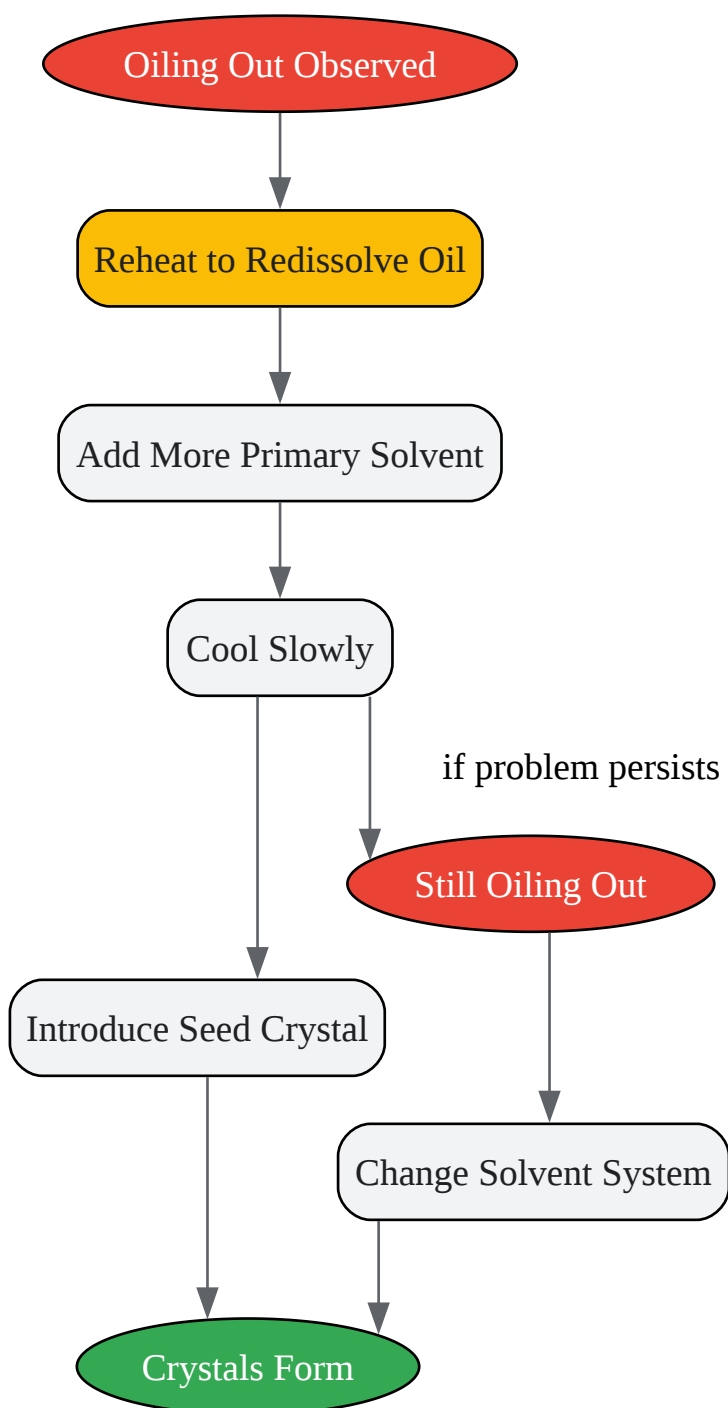 Oiling Out Observed
Reheat to Redissolve Oil
Add More Primary Solvent
Cool Slowly
if problem persists
Still Oiling Out
Introduce Seed Crystal
Change Solvent System
Crystals Form